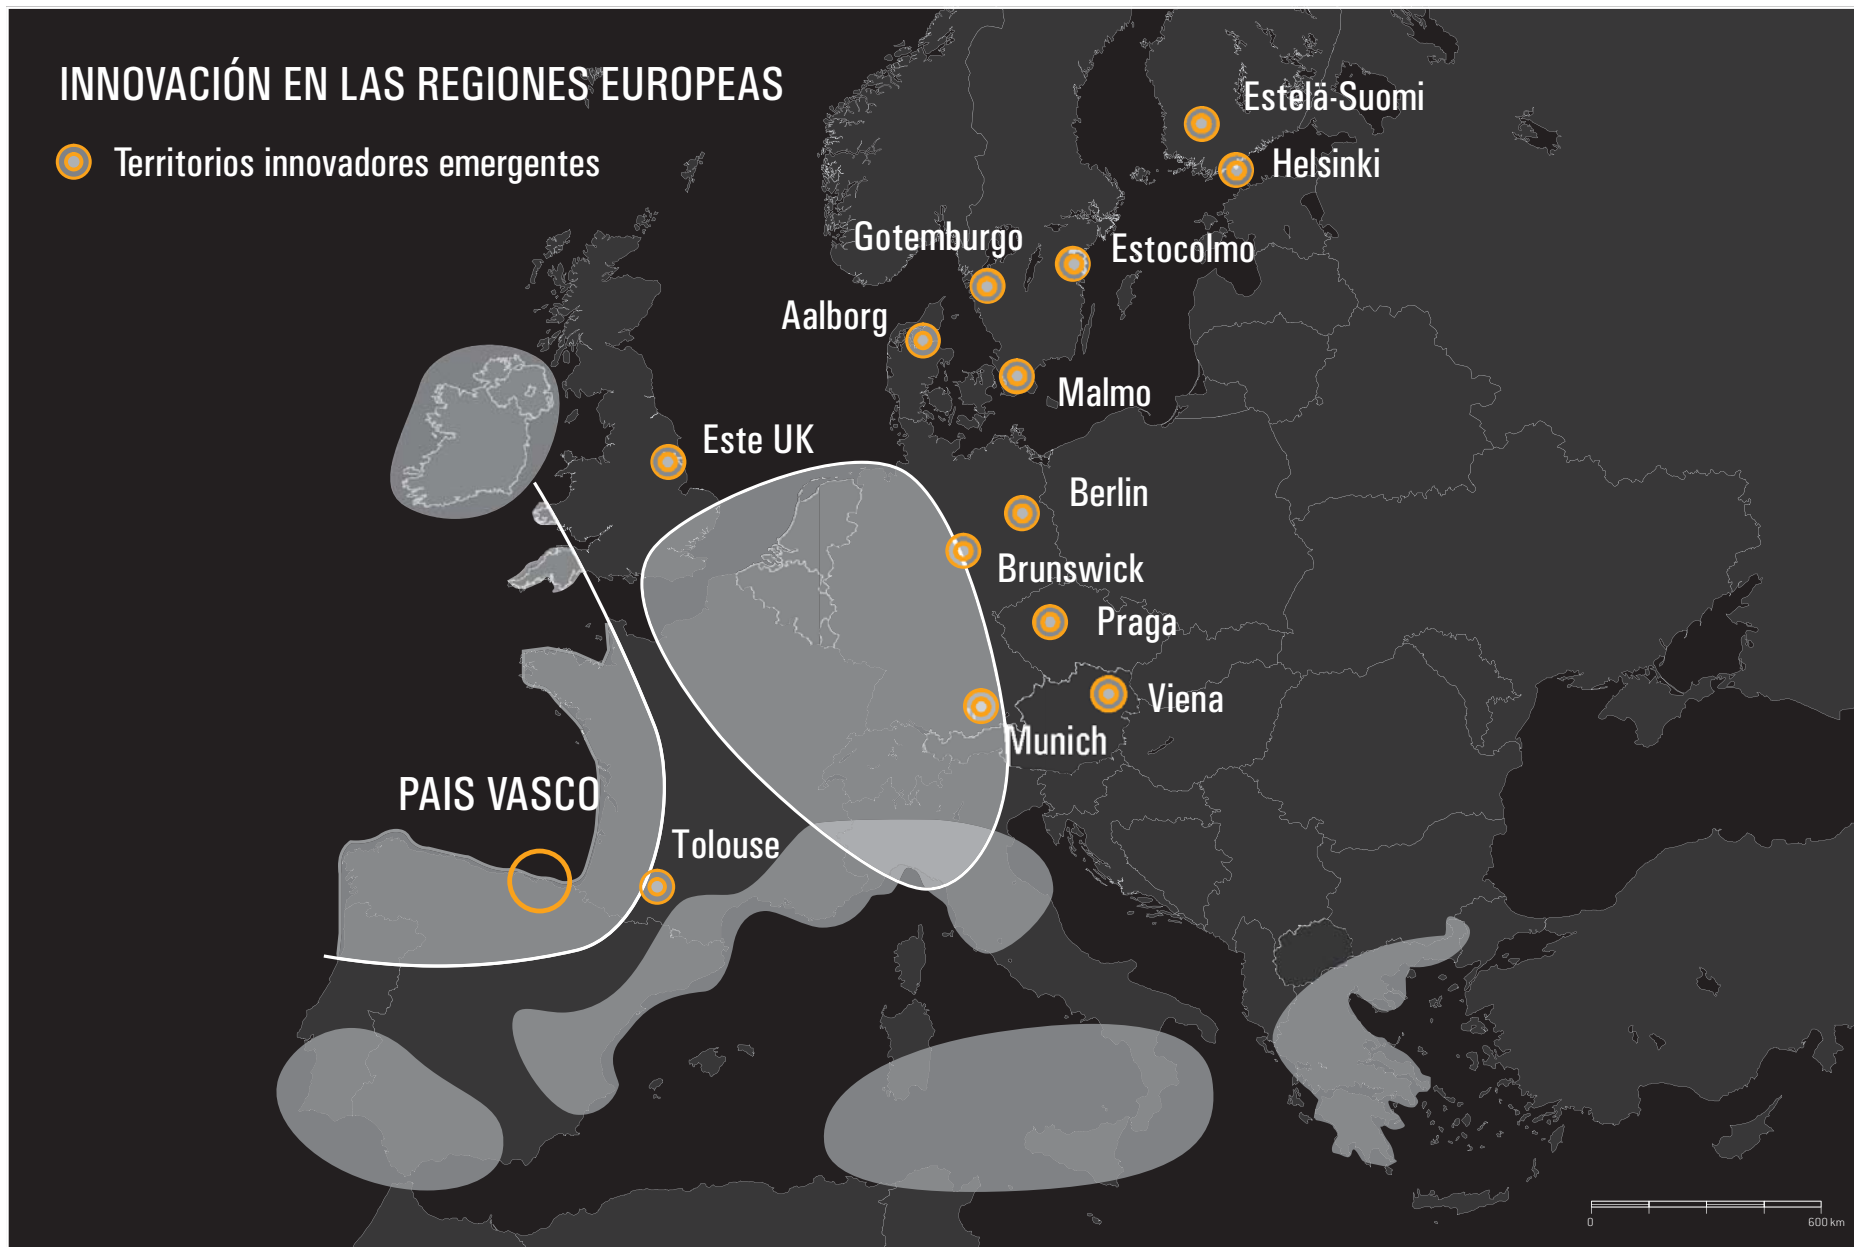 INNOVACIÓN EN LAS REGIONES EUROPEAS
Territorios innovadores emergentes
Estelä-Suomi
Helsinki
Gotemburgo
Estocolmo
Aalborg
Malmo
Este UK
Berlin
Brunswick
Praga
Viena
Munich
PAIS VASCO
Tolouse
0
600 km